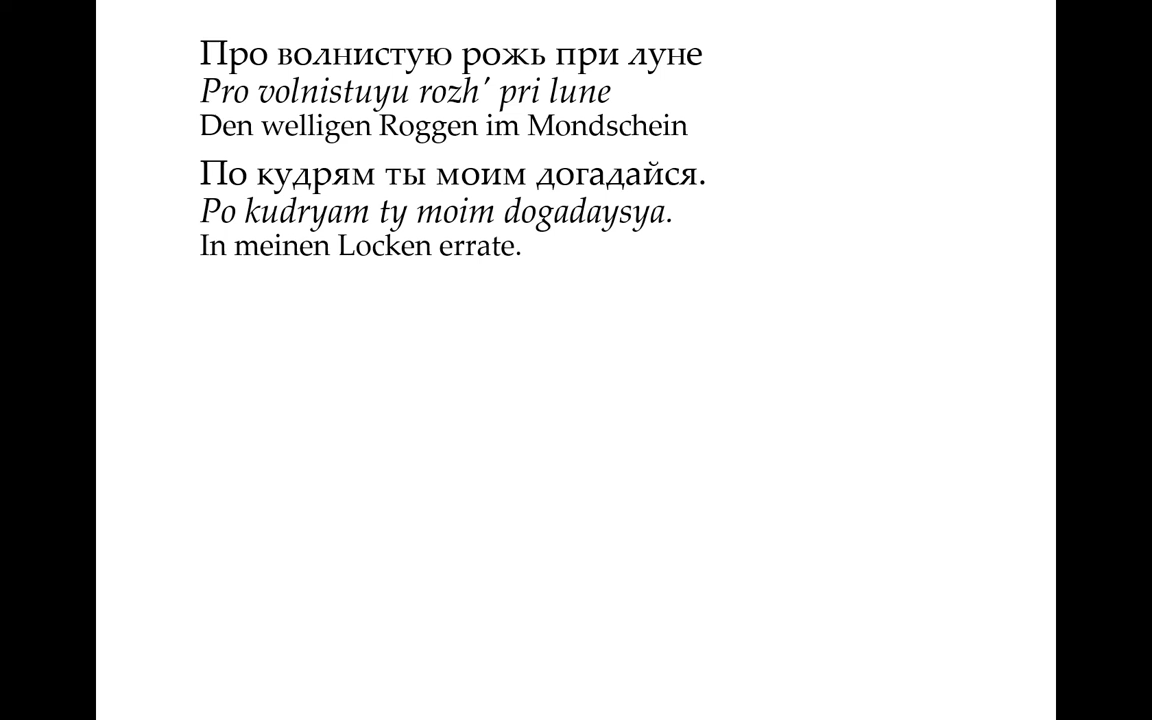 Про волнистую рожь при луне
Pro volnistuyu rozh' pri lune
Den welligen Roggen im Mondschein
По кудрям ты моим догадайся.
Po kudryam ty moim dogadaysya.
In meinen Locken errate.